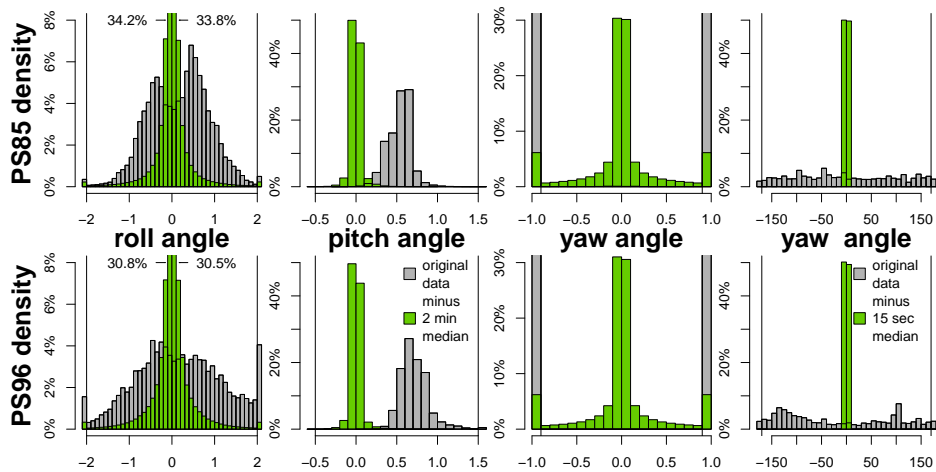 PS85 density
0% 2% 4% 6% 8%
34.2% 33.8%
−2 −1 0 1 2
0% 20% 40%
−0.5 0.0 0.5 1.0 1.5
0% 10% 20% 30%
−1.0 −0.5 0.0 0.5 1.0
0% 20% 40%
−150 −50 50 150
roll angle pitch angle yaw angle yaw angle
PS96 density
0% 2% 4% 6% 8%
30.8% 30.5%
−2 −1 0 1 2
0% 20% 40%
original
data
minus
2 min
median
−0.5 0.0 0.5 1.0 1.5
0% 10% 20% 30%
−1.0 −0.5 0.0 0.5 1.0
0% 20% 40%
original
data
minus
15 sec
median
−150 −50 50 150